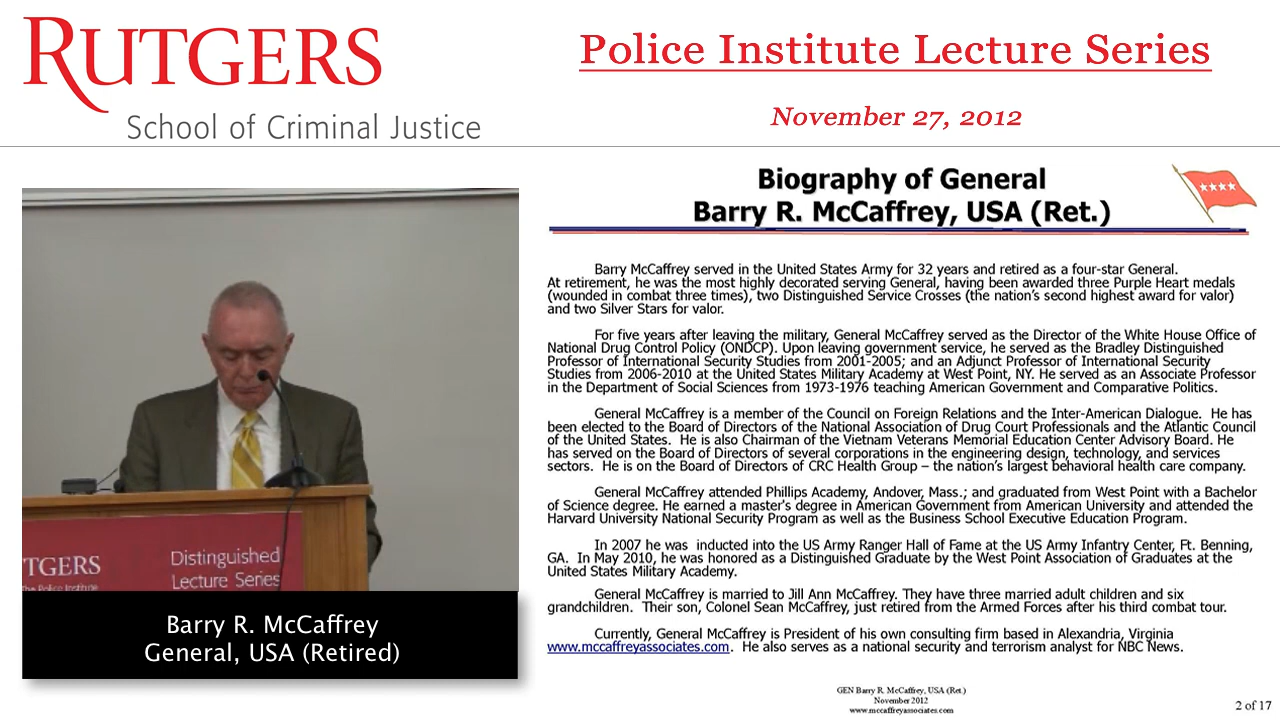 RUTGERS
School of Criminal Justice
Police Institute Lecture Series
November 27, 2012
TGERS
The Police Institute
Distinguished
Lecture Series
Barry R. McCaffrey
General, USA (Retired)
Biography of General
Barry R. McCaffrey, USA (Ret.)
Barry McCaffrey served in the United States Army for 32 years and retired as a four-star General.
At retirement, he was the most highly decorated serving General, having been awarded three Purple Heart medals
(wounded in combat three times), two Distinguished Service Crosses (the nation's second highest award for valor)
and two Silver Stars for valor.
For five years after leaving the military, General McCaffrey served as the Director of the White House Office of
National Drug Control Policy (ONDCP). Upon leaving government service, he served as the Bradley Distinguished
Professor of International Security Studies from 2001-2005; and an Adjunct Professor of International Security
Studies from 2006-2010 at the United States Military Academy at West Point, NY. He served as an Associate Professor
in the Department of Social Sciences from 1973-1976 teaching American Government and Comparative Politics.
General McCaffrey is a member of the Council on Foreign Relations and the Inter-American Dialogue. He has
been elected to the Board of Directors of the National Association of Drug Court Professionals and the Atlantic Council
of the United States. He is also Chairman of the Vietnam Veterans Memorial Education Center Advisory Board. He
has served on the Board of Directors of several corporations in the engineering design, technology, and services
sectors. He is on the Board of Directors of CRC Health Group – the nation's largest behavioral health care company.
General McCaffrey attended Phillips Academy, Andover, Mass.; and graduated from West Point with a Bachelor
of Science degree. He earned a master's degree in American Government from American University and attended the
Harvard University National Security Program as well as the Business School Executive Education Program.
In 2007 he was inducted into the US Army Ranger Hall of Fame at the US Army Infantry Center, Ft. Benning,
GA. In May 2010, he was honored as a Distinguished Graduate by the West Point Association of Graduates at the
United States Military Academy.
General McCaffrey is married to Jill Ann McCaffrey. They have three married adult children and six
grandchildren. Their son, Colonel Sean McCaffrey, just retired from the Armed Forces after his third combat tour.
Currently, General McCaffrey is President of his own consulting firm based in Alexandria, Virginia
www.mccaffreyassociates.com. He also serves as a national security and terrorism analyst for NBC News.
GEN Barry R. McCaffrey, USA (Ret.)
November 2012
www.mccaffreyassociates.com
2 of 17